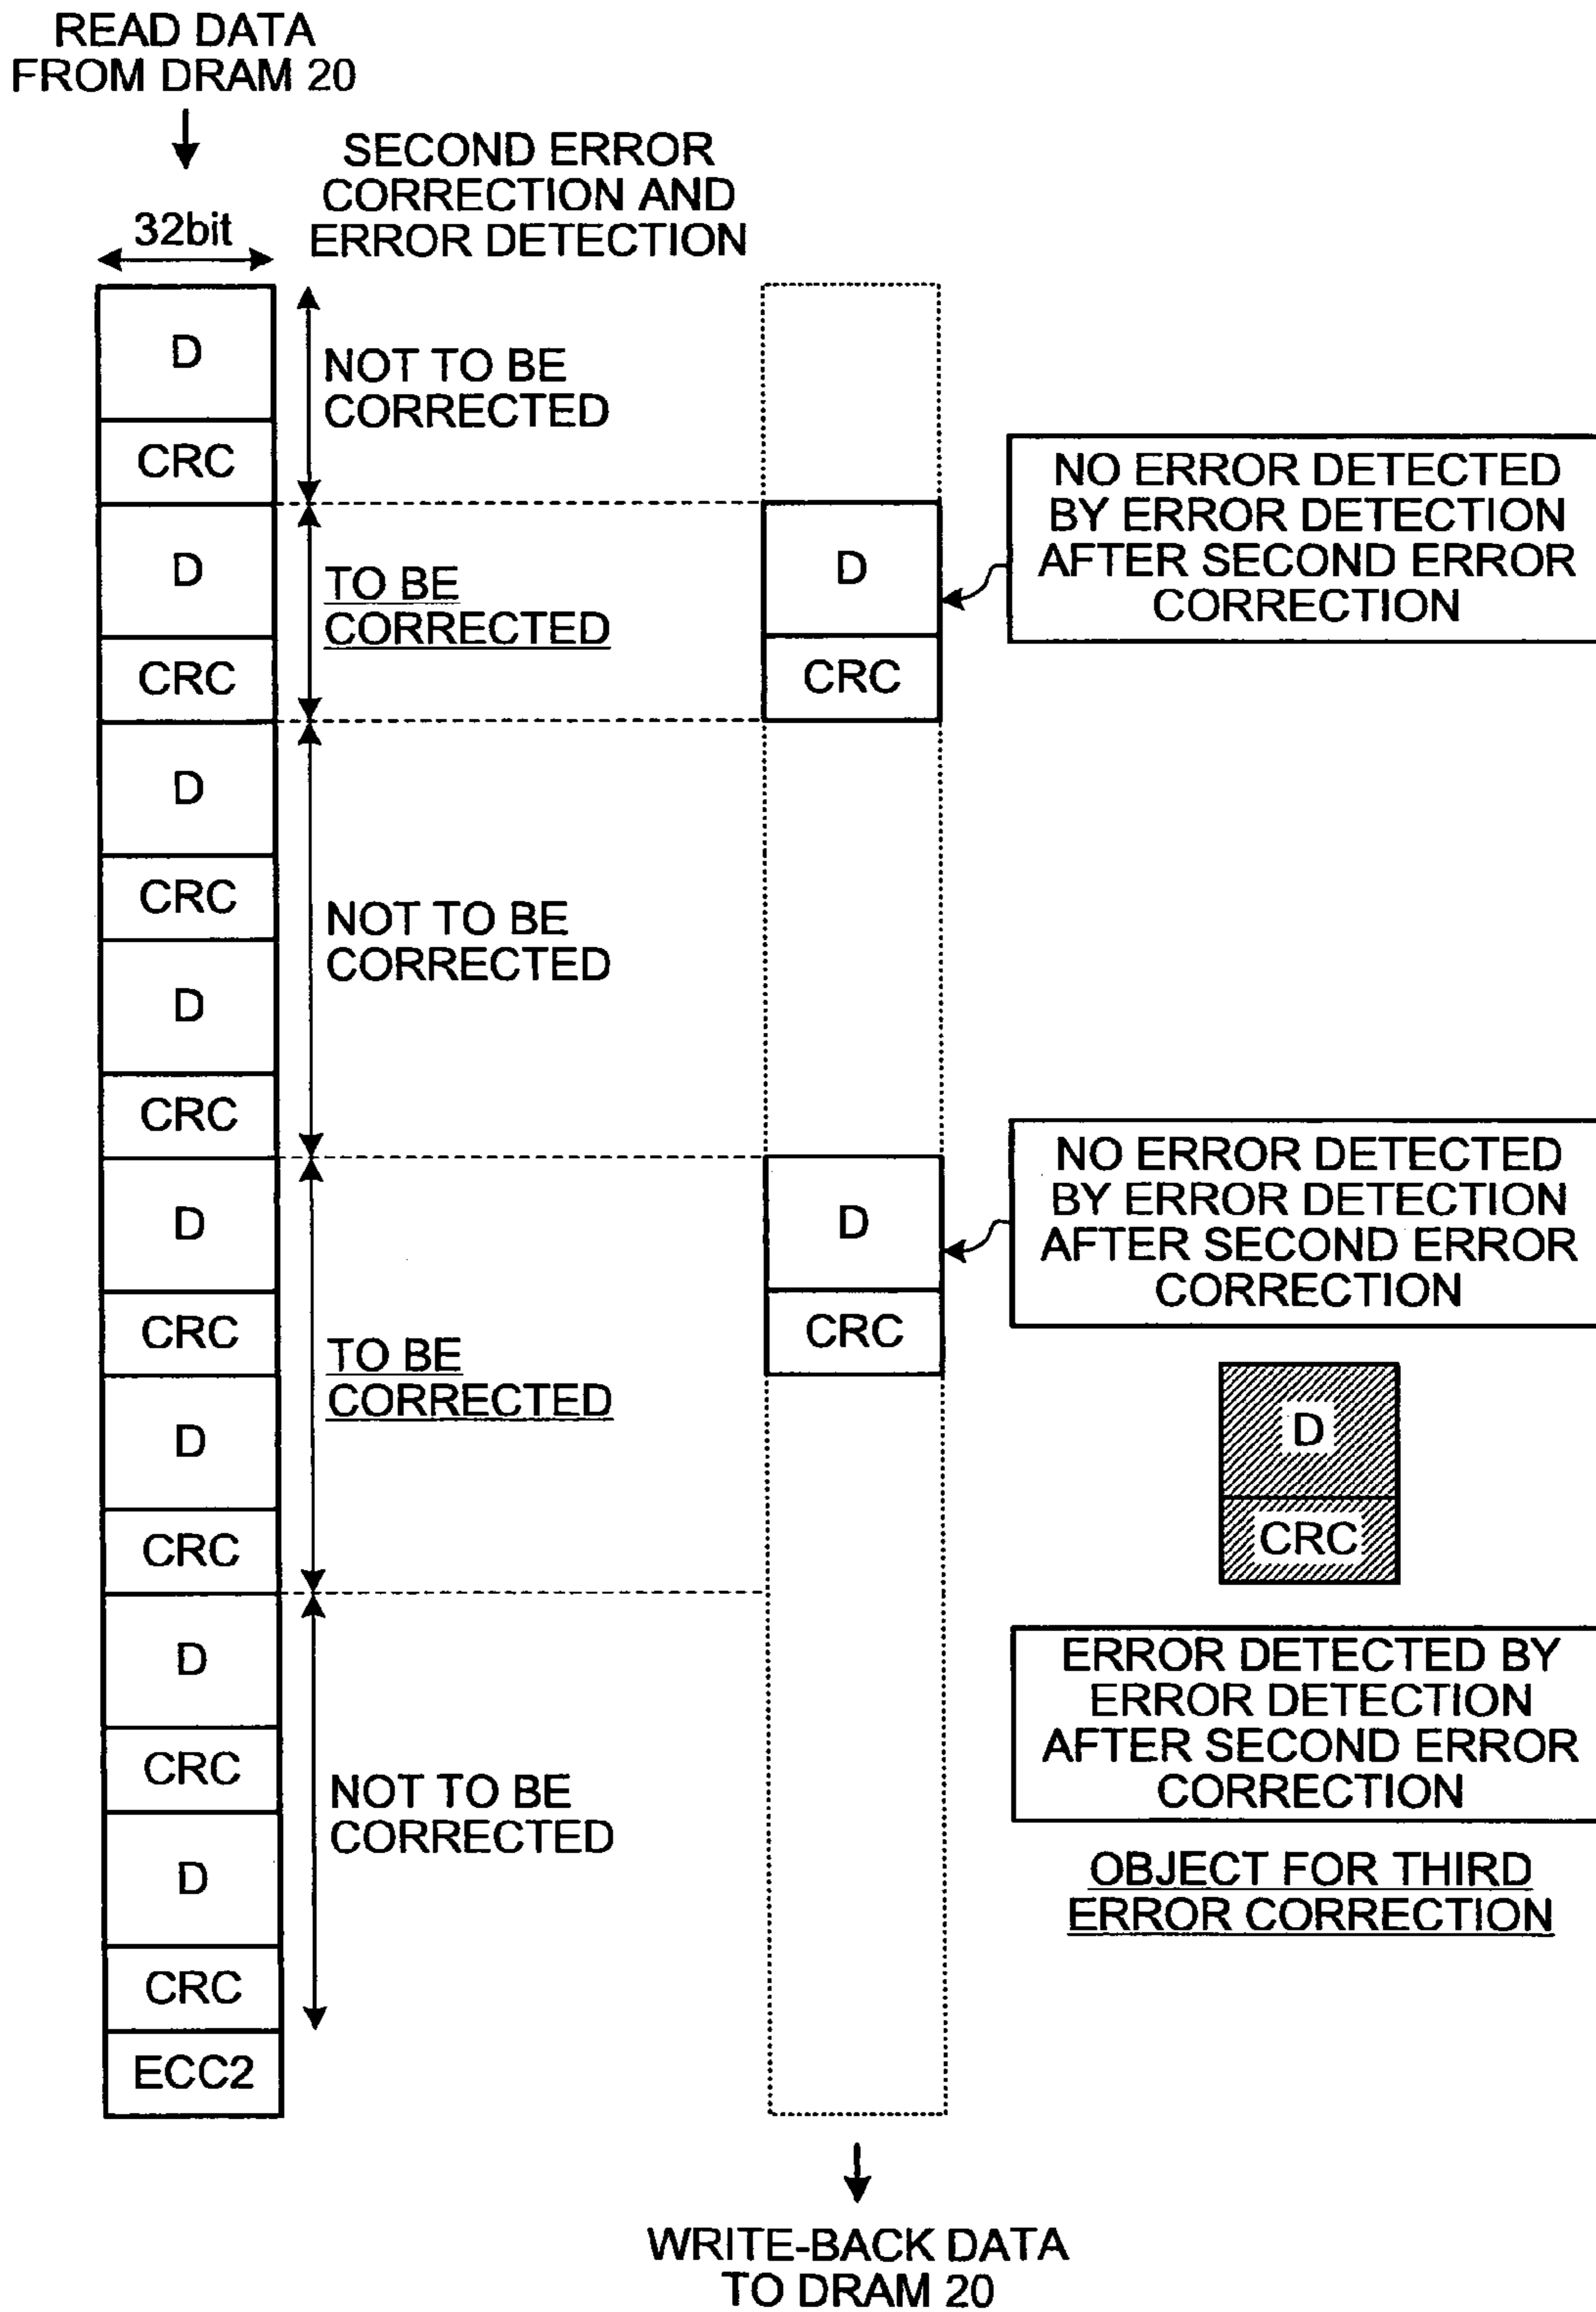 READ DATA
FROM DRAM 20
SECOND ERROR
CORRECTION AND
ERROR DETECTION
32bit
D
CRC
D
CRC
D
CRC
D
CRC
D
CRC
D
CRC
D
CRC
D
CRC
ECC2
NOT TO BE
CORRECTED
TO BE
CORRECTED
NOT TO BE
CORRECTED
TO BE
CORRECTED
NOT TO BE
CORRECTED
D
CRC
D
CRC
NO ERROR DETECTED
BY ERROR DETECTION
AFTER SECOND ERROR
CORRECTION
NO ERROR DETECTED
BY ERROR DETECTION
AFTER SECOND ERROR
CORRECTION
D
CRC
ERROR DETECTED BY
ERROR DETECTION
AFTER SECOND ERROR
CORRECTION
OBJECT FOR THIRD
ERROR CORRECTION
WRITE-BACK DATA
TO DRAM 20